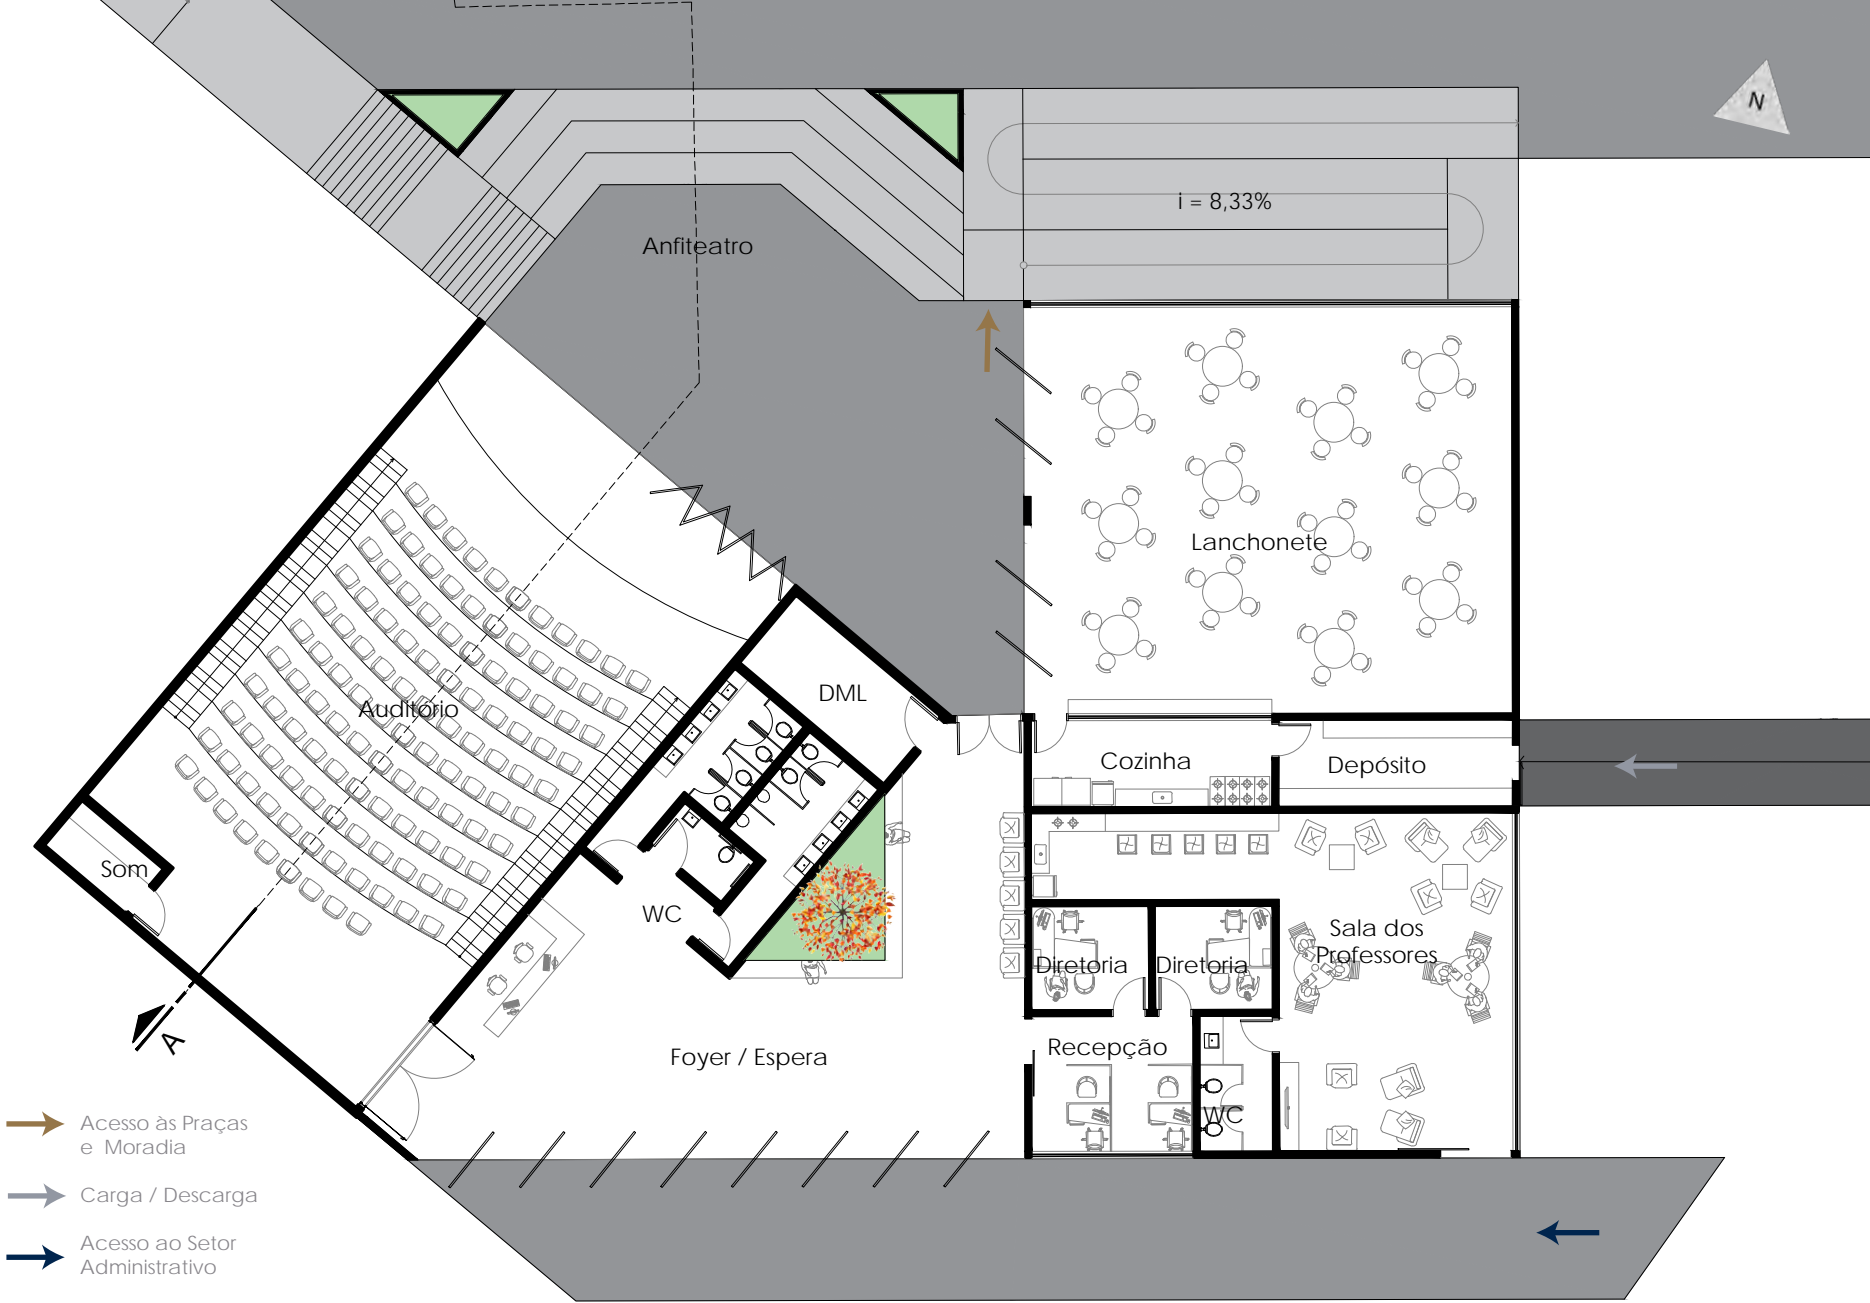 N
i = 8,33%
Anfiteatro
Lanchonete
DML
Auditório
Cozinha
Depósito
Som
WC
Sala dos
Professores
Diretoria
Diretoria
Recepção
Foyer / Espera
A
WC
Acesso às Praças
e Moradia
Carga / Descarga
Acesso ao Setor
Administrativo